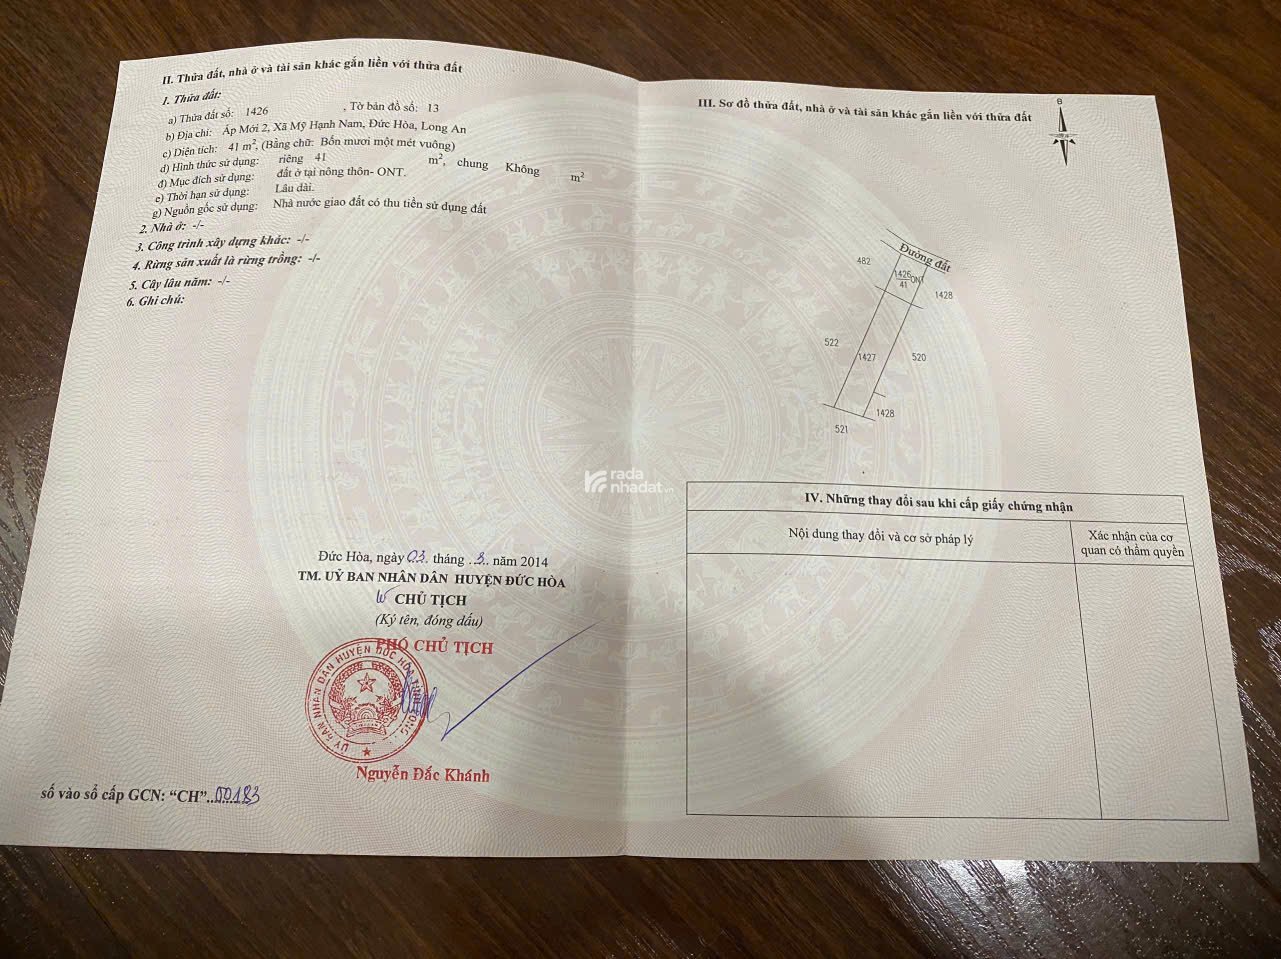 II. Thửa đất, nhà ở và tài sản khác gắn liền với thửa đất
1. Thửa đất:
a) Thửa đất số: 1426 , Tờ bản đồ số: 13
b) Địa chỉ: Ấp Mới 2, Xã Mỹ Hạnh Nam, Đức Hòa, Long An
c) Diện tích: 41 m², (Bằng chữ: Bốn mươi một mét vuông)
d) Hình thức sử dụng: riêng 41 m², chung Không m²
đ) Mục đích sử dụng: đất ở tại nông thôn- ONT.
e) Thời hạn sử dụng: Lâu dài.
g) Nguồn gốc sử dụng: Nhà nước giao đất có thu tiền sử dụng đất
2. Nhà ở: -/-
3. Công trình xây dựng khác: -/-
4. Rừng sản xuất là rừng trồng: -/-
5. Cây lâu năm: -/-
6. Ghi chú:
Đức Hòa, ngày 03. tháng ..3.. năm 2014
TM. UỶ BAN NHÂN DÂN HUYỆN ĐỨC HÒA
CHỦ TỊCH
(Ký tên, đóng dấu)
PHÓ CHỦ TỊCH
UỶ BAN NHÂN DÂN HUYỆN ĐỨC HÒA
Nguyễn Đắc Khánh
số vào sổ cấp GCN: “CH”..00183
III. Sơ đồ thửa đất, nhà ở và tài sản khác gắn liền với thửa đất
Đường đất
482
1426 ONT
41
1428
522
1427
520
1428
521
rada
nhadat.vn
IV. Những thay đổi sau khi cấp giấy chứng nhận
Nội dung thay đổi và cơ sở pháp lý
Xác nhận của cơ
quan có thẩm quyền